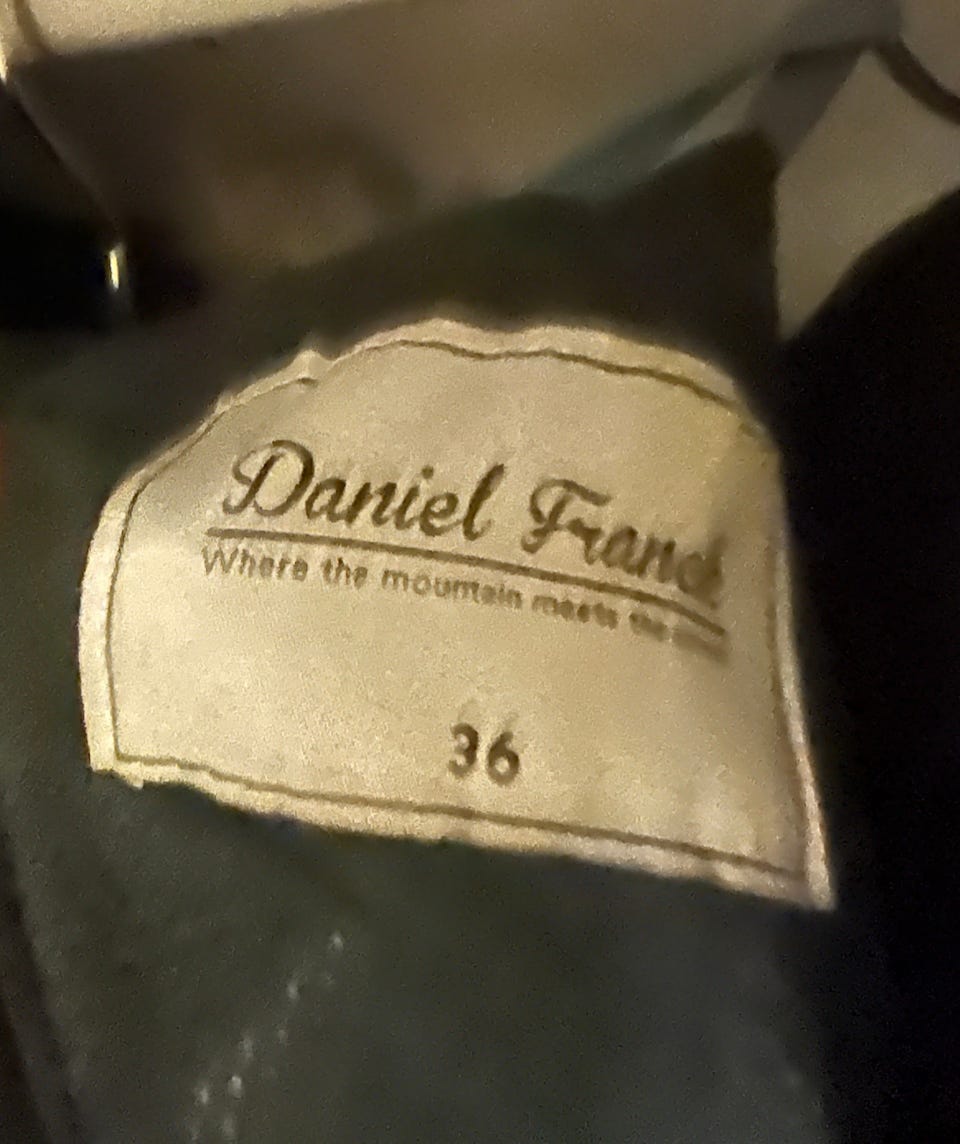 Daniel Franck
Where the mountain meets the
36